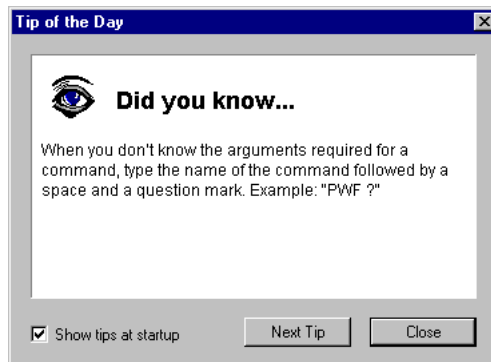 Tip of the Day
Did you know...
When you don't know the arguments required for a
command, type the name of the command followed by a
space and a question mark. Example: "PWF ?"
Show tips at startup
Next Tip
Close